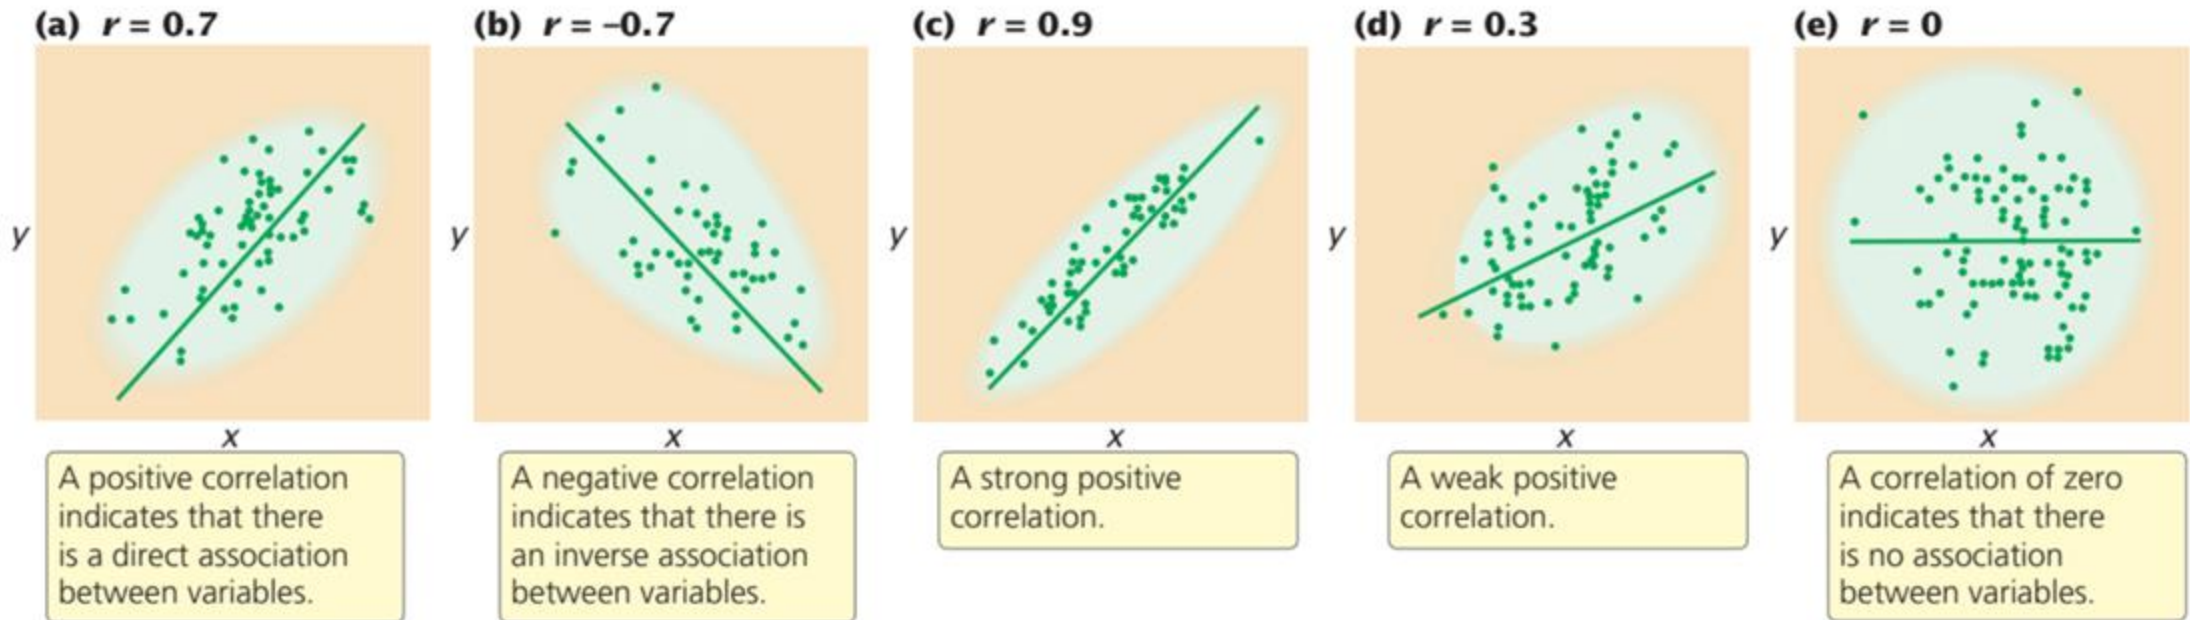 (a) r = 0.7
(b) r = –0.7
(c) r = 0.9
(d) r = 0.3
(e) r = 0
y
y
y
y
y
x
x
x
x
x
A positive correlation
indicates that there
is a direct association
between variables.
A negative correlation
indicates that there is
an inverse association
between variables.
A strong positive
correlation.
A weak positive
correlation.
A correlation of zero
indicates that there
is no association
between variables.